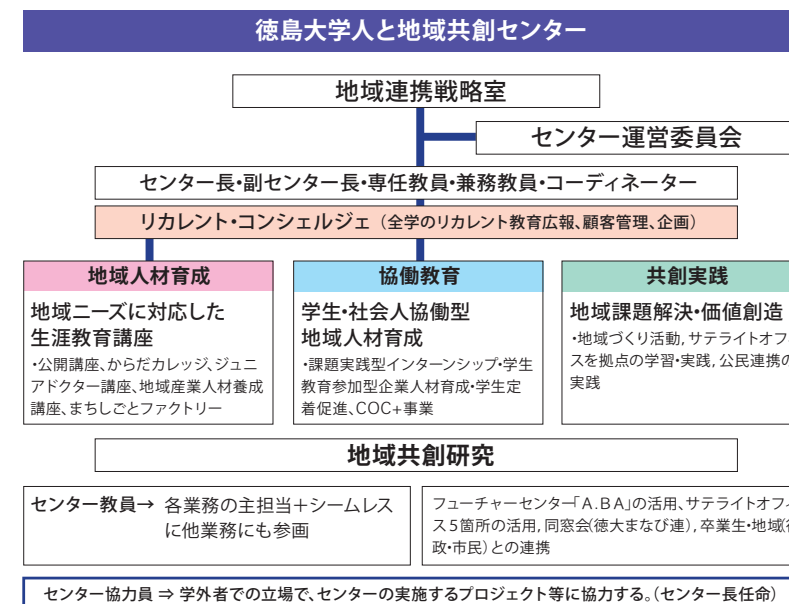 徳島大学人と地域共創センター
地域連携戦略室
センター運営委員会
センター長・副センター長・専任教員・兼務教員・コーディネーター
リカレント・コンシェルジェ（全学のリカレント教育広報、顧客管理、企画）
地域人材育成
地域ニーズに対応した
生涯教育講座
・公開講座、からだカレッジ、ジュニ
アドクター講座、地域産業人材養成
講座、まちしごとファクトリー
協働教育
学生・社会人協働型
地域人材育成
・課題実践型インターンシップ・学生
教育参加型企業人材育成・学生定
着促進、COC+事業
共創実践
地域課題解決・価値創造
・地域づくり活動，サテライトオフ
スを拠点の学習・実践，公民連携の
実践
地域共創研究
センター教員→ 各業務の主担当＋シームレス
に他業務にも参画
フューチャーセンター「A.BA」の活用、サテライトオフィ
ス5箇所の活用，同窓会（徳大まなび連），卒業生・地域（
政・市民）との連携
センター協力員 ⇒ 学外者での立場で、センターの実施するプロジェクト等に協力する。（センター長任命）